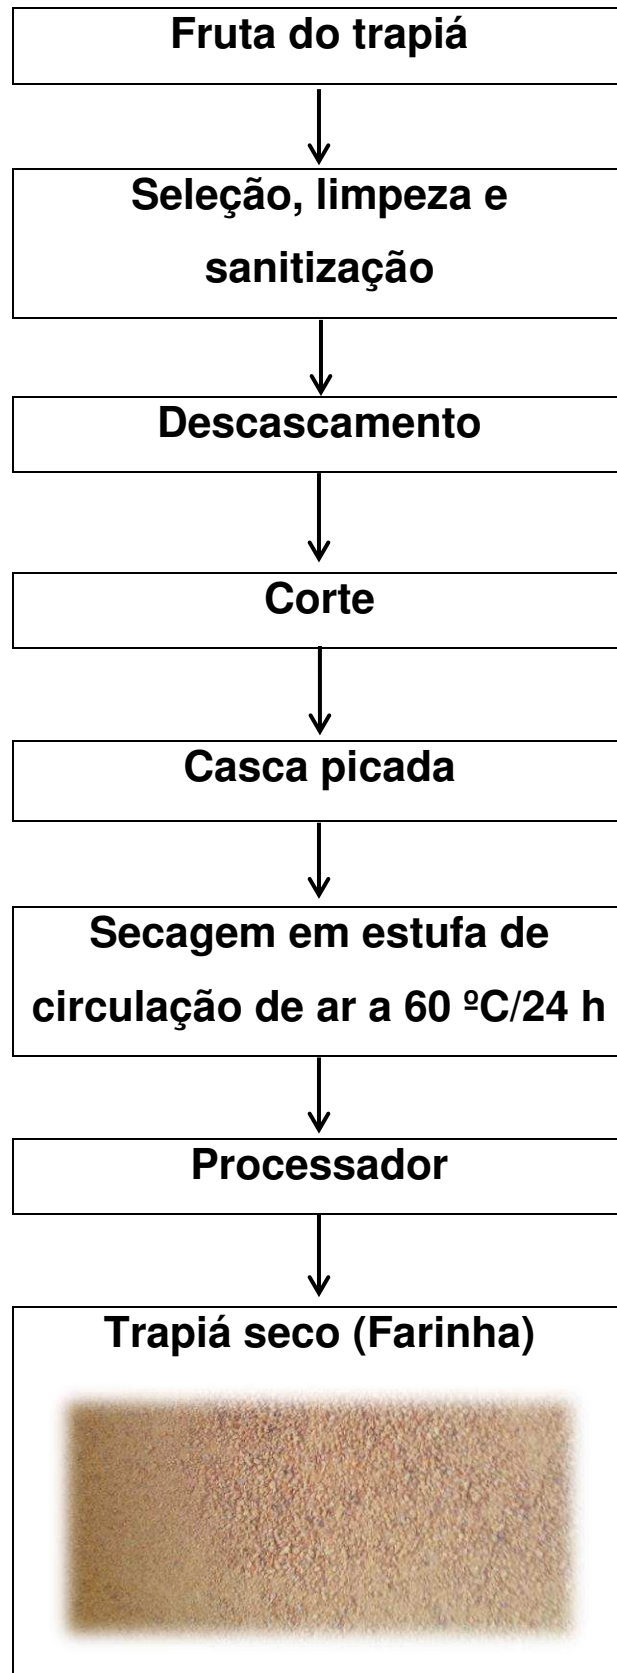 Fruta do trapiá
Seleção, limpeza e
sanitização
Descascamento
Corte
Casca picada
Secagem em estufa de
circulação de ar a 60 ºC/24 h
Processador
Trapiá seco (Farinha)